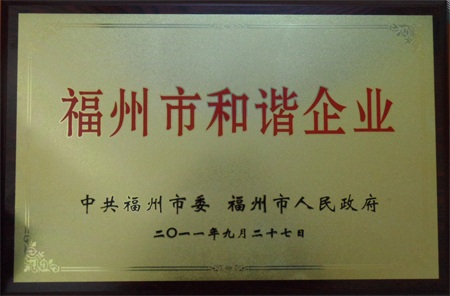 福州市和谐企业
中共福州市委 福州市人民政府
二〇一一年九月二十七日